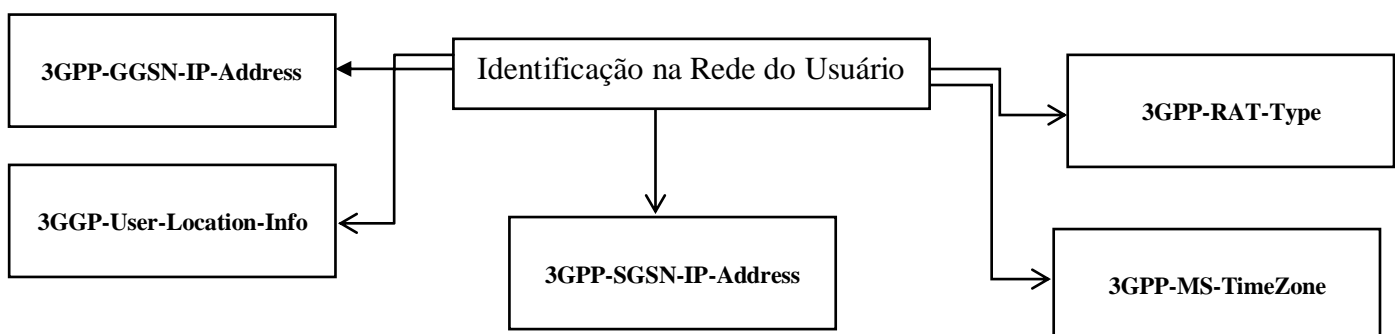 3GPP-GGSN-IP-Address
Identificação na Rede do Usuário
3GPP-RAT-Type
3GGP-User-Location-Info
3GPP-SGSN-IP-Address
3GPP-MS-TimeZone